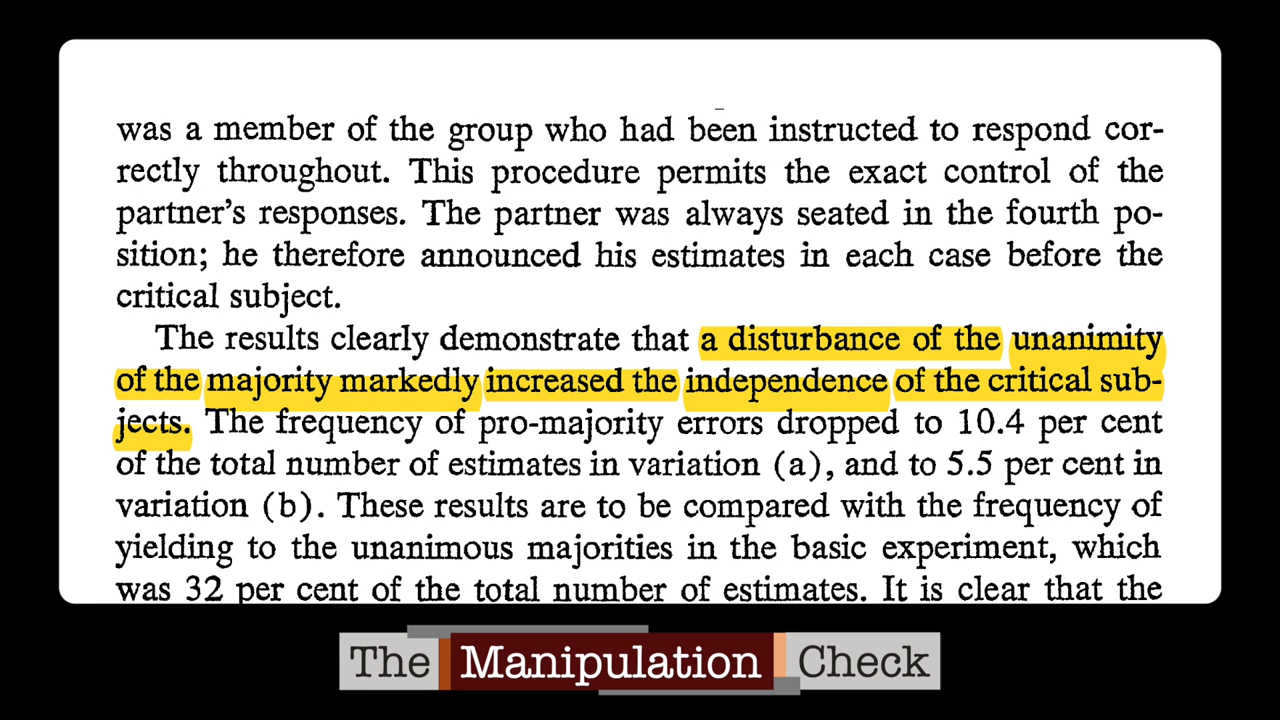 was a member of the group who had been instructed to respond cor-
rectly throughout. This procedure permits the exact control of the
partner's responses. The partner was always seated in the fourth po-
sition; he therefore announced his estimates in each case before the
critical subject.
The results clearly demonstrate that a disturbance of the unanimity
of the majority markedly increased the independence of the critical sub-
jects. The frequency of pro-majority errors dropped to 10.4 per cent
of the total number of estimates in variation (a), and to 5.5 per cent in
variation (b). These results are to be compared with the frequency of
yielding to the unanimous majorities in the basic experiment, which
was 32 per cent of the total number of estimates. It is clear that the
The Manipulation Check